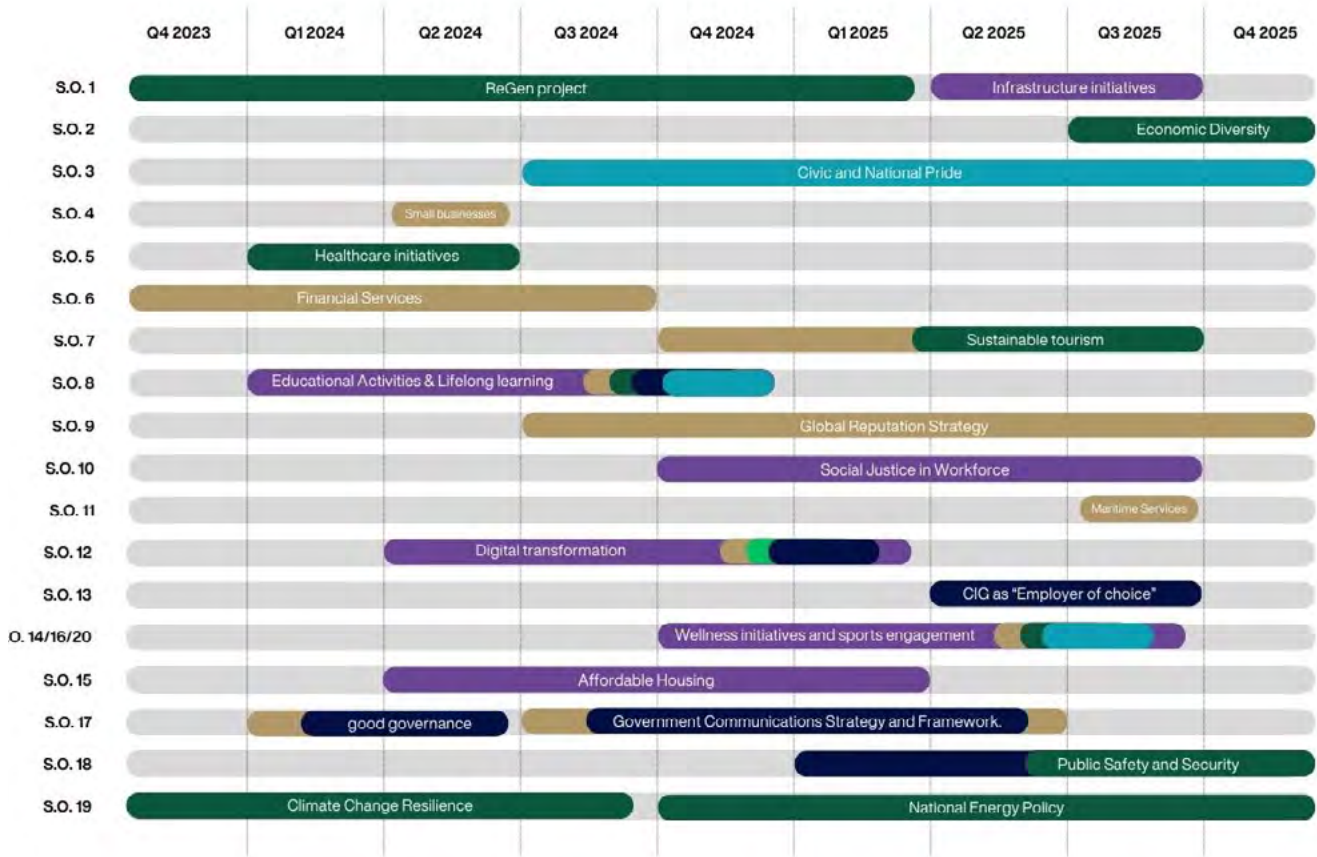 Q4 2023 Q1 2024 Q2 2024 Q3 2024 Q4 2024 Q1 2025 Q2 2025 Q3 2025 Q4 2025
S.O. 1 ReGen project Infrastructure initiatives
S.O. 2 Economic Diversity
S.O. 3 Civic and National Pride
S.O. 4 Small businesses
S.O. 5 Healthcare initiatives
S.O. 6 Financial Services
S.O. 7 Sustainable tourism
S.O. 8 Educational Activities & Lifelong learning
S.O. 9 Global Reputation Strategy
S.O. 10 Social Justice in Workforce
S.O. 11 Maritime Services
S.O. 12 Digital transformation
S.O. 13 CIG as "Employer of choice"
O. 14/16/20 Wellness initiatives and sports engagement
S.O. 15 Affordable Housing
S.O. 17 good governance Government Communications Strategy and Framework.
S.O. 18 Public Safety and Security
S.O. 19 Climate Change Resilience National Energy Policy